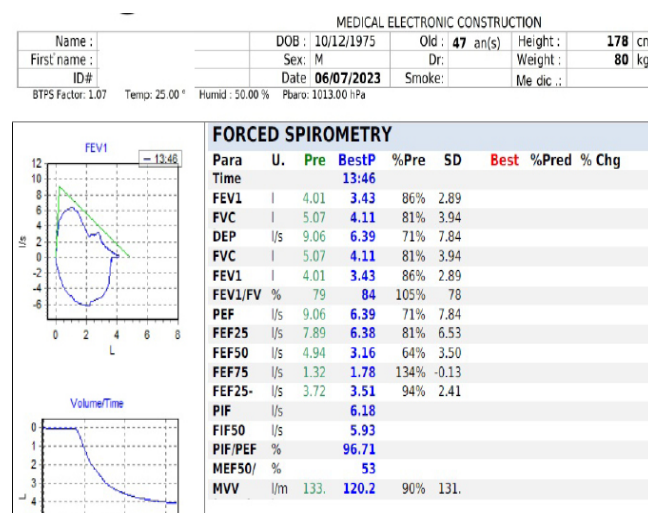 MEDICAL ELECTRONIC CONSTRUCTION
Name : DOB : 10/12/1975 Old : 47 an(s) Height : 178 cm
First name : Sex: M Dr: Weight : 80 kg
ID# Date 06/07/2023 Smoke: Me dic .:
BTPS Factor: 1.07 Temp: 25.00 ° Humid : 50.00 % Pbaro: 1013.00 hPa
FEV1
13:46
12
10
8
6
4
2
0
-2
-4
-6
l/s
0 2 4 6 8
L
Volume/Time
0
1
2
3
4
L
FORCED SPIROMETRY
Para U. Pre BestP %Pre SD Best %Pred % Chg
Time 13:46
FEV1 l 4.01 3.43 86% 2.89
FVC l 5.07 4.11 81% 3.94
DEP l/s 9.06 6.39 71% 7.84
FVC l 5.07 4.11 81% 3.94
FEV1 l 4.01 3.43 86% 2.89
FEV1/FV % 79 84 105% 78
PEF l/s 9.06 6.39 71% 7.84
FEF25 l/s 7.89 6.38 81% 6.53
FEF50 l/s 4.94 3.16 64% 3.50
FEF75 l/s 1.32 1.78 134% -0.13
FEF25- l/s 3.72 3.51 94% 2.41
PIF l/s 6.18
FIF50 l/s 5.93
PIF/PEF % 96.71
MEF50/ % 53
MVV l/m 133. 120.2 90% 131.